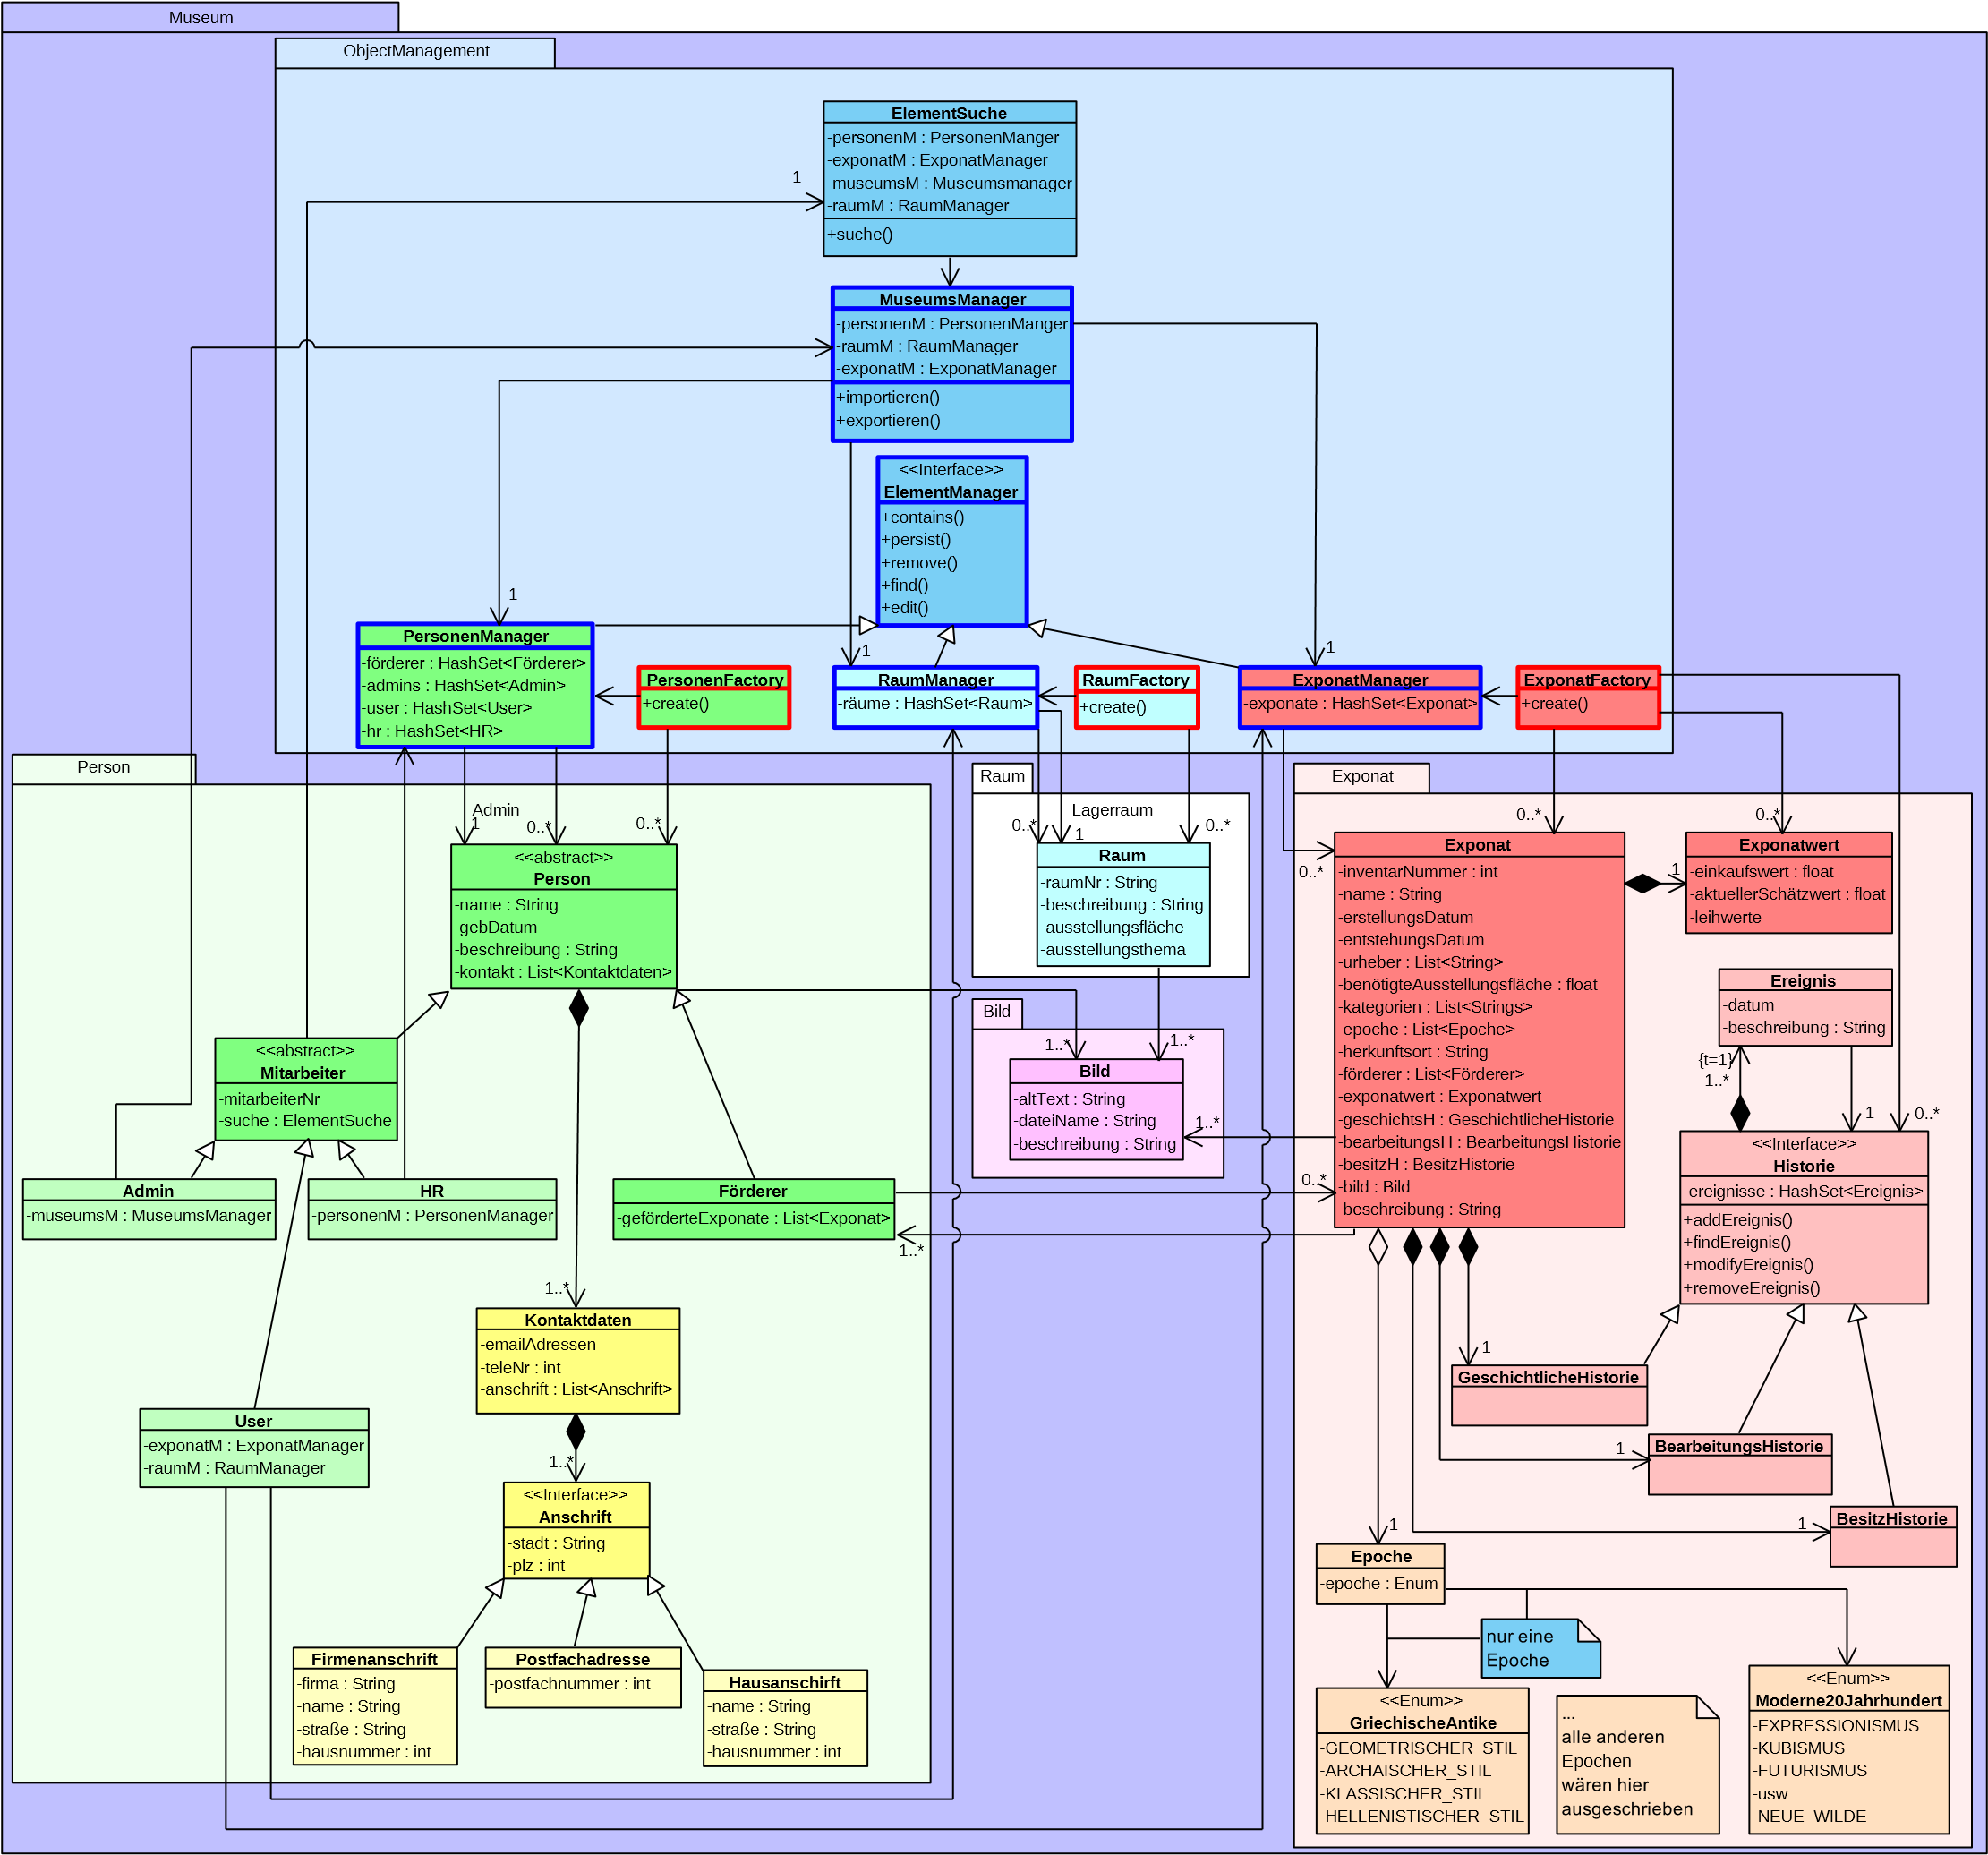 Museum
ObjectManagement
ElementSuche
-personenM : PersonenManger
-exponatM : ExponatManager
-museumsM : Museumsmanager
-raumM : RaumManager
+suche()
1
MuseumsManager
-personenM : PersonenManger
-raumM : RaumManager
-exponatM : ExponatManager
+importieren()
+exportieren()
<<Interface>>
ElementManager
+contains()
+persist()
+remove()
+find()
+edit()
1
PersonenManager
-förderer : HashSet<Förderer>
-admins : HashSet<Admin>
-user : HashSet<User>
-hr : HashSet<HR>
PersonenFactory
+create()
1
RaumManager
-räume : HashSet<Raum>
RaumFactory
+create()
1
ExponatManager
-exponate : HashSet<Exponat>
ExponatFactory
+create()
Person
Admin
1
0..*
0..*
<<abstract>>
Person
-name : String
-gebDatum
-beschreibung : String
-kontakt : List<Kontaktdaten>
<<abstract>>
Mitarbeiter
-mitarbeiterNr
-suche : ElementSuche
Admin
-museumsM : MuseumsManager
HR
-personenM : PersonenManager
Förderer
-geförderteExponate : List<Exponat>
1..*
1..*
Kontaktdaten
-emailAdressen
-teleNr : int
-anschrift : List<Anschrift>
User
-exponatM : ExponatManager
-raumM : RaumManager
1..*
<<Interface>>
Anschrift
-stadt : String
-plz : int
Firmenanschrift
-firma : String
-name : String
-straße : String
-hausnummer : int
Postfachadresse
-postfachnummer : int
Hausanschirft
-name : String
-straße : String
-hausnummer : int
Raum
Lagerraum
0..*
1
0..*
Raum
-raumNr : String
-beschreibung : String
-ausstellungsfläche
-ausstellungsthema
Bild
1..*
1..*
Bild
-altText : String
-dateiName : String
-beschreibung : String
1..*
Exponat
0..*
0..*
0..*
Exponat
-inventarNummer : int
-name : String
-erstellungsDatum
-entstehungsDatum
-urheber : List<String>
-benötigteAusstellungsfläche : float
-kategorien : List<Strings>
-epoche : List<Epoche>
-herkunftsort : String
-förderer : List<Förderer>
-exponatwert : Exponatwert
-geschichtsH : GeschichtlicheHistorie
-bearbeitungsH : BearbeitungsHistorie
-besitzH : BesitzHistorie
-bild : Bild
-beschreibung : String
0..*
1
Exponatwert
-einkaufswert : float
-aktuellerSchätzwert : float
-leihwerte
Ereignis
-datum
-beschreibung : String
{t=1}
1..*
1
0..*
<<Interface>>
Historie
-ereignisse : HashSet<Ereignis>
+addEreignis()
+findEreignis()
+modifyEreignis()
+removeEreignis()
1
GeschichtlicheHistorie
1
BearbeitungsHistorie
1
BesitzHistorie
1
Epoche
-epoche : Enum
nur eine
Epoche
<<Enum>>
GriechischeAntike
-GEOMETRISCHER_STIL
-ARCHAISCHER_STIL
-KLASSISCHER_STIL
-HELLENISTISCHER_STIL
...
alle anderen
Epochen
wären hier
ausgeschrieben
<<Enum>>
Moderne20Jahrhundert
-EXPRESSIONISMUS
-KUBISMUS
-FUTURISMUS
-usw
-NEUE_WILDE